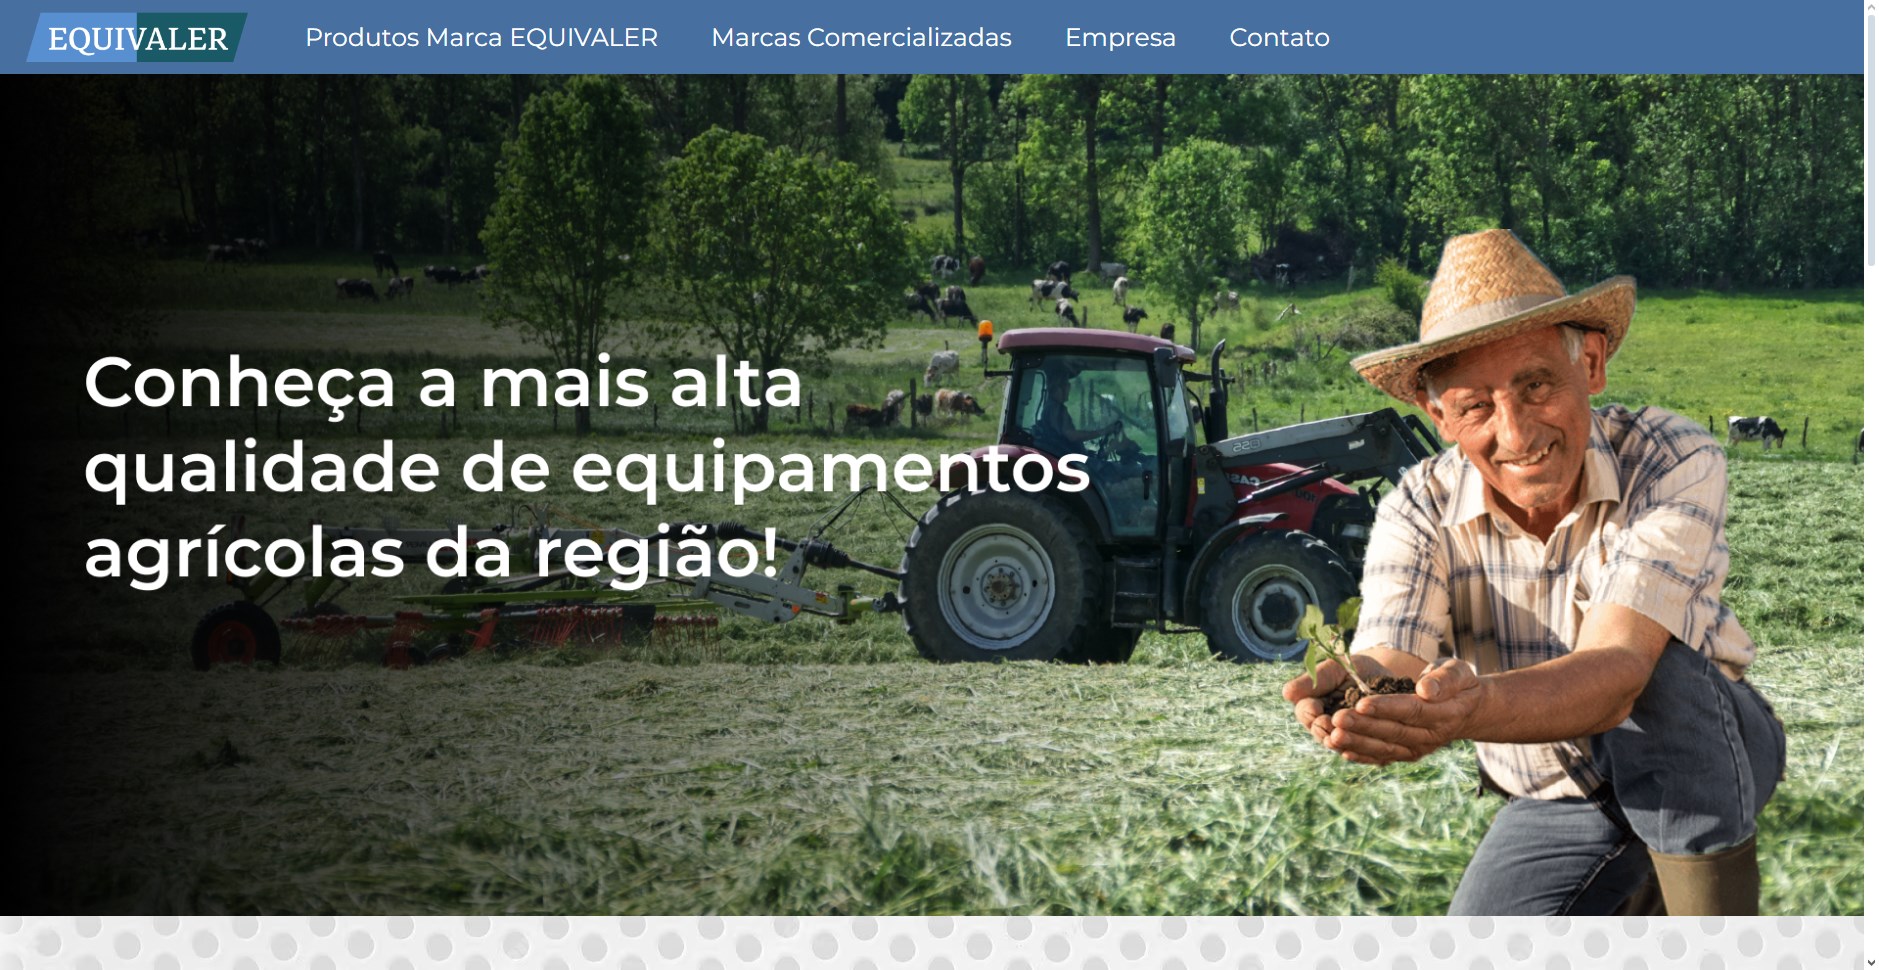 EQUIVALER
Produtos Marca EQUIVALER
Marcas Comercializadas
Empresa
Contato
Conheça a mais alta
qualidade de equipamentos
agrícolas da região!